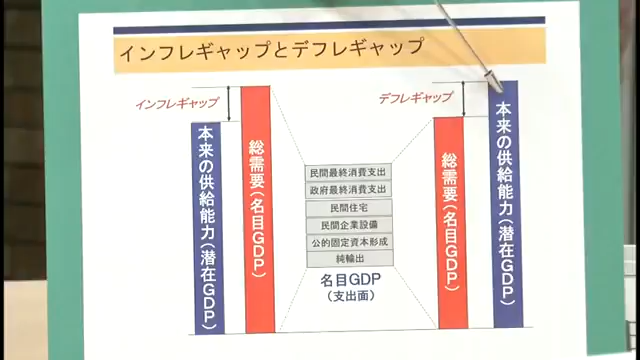 インフレギャップとデフレギャップ
インフレギャップ
デフレギャップ
本来の供給能力(潜在GDP)
総需要(名目GDP)
民間最終消費支出
政府最終消費支出
民間住宅
民間企業設備
公的固定資本形成
純輸出
名目GDP
(支出面)
総需要(名目GDP)
本来の供給能力(潜在GDP)